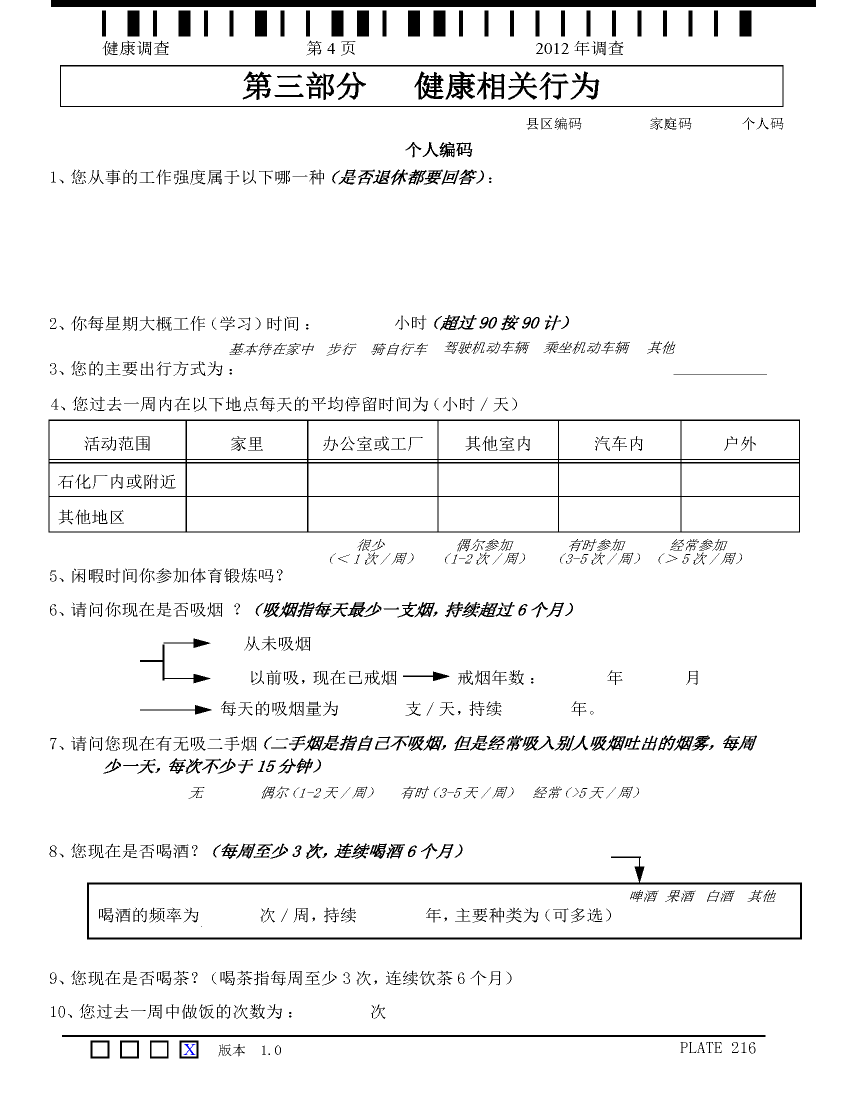 健康调查 第 4 页 2012 年调查
第三部分 健康相关行为
县区编码 家庭码 个人码
个人编码
1、您从事的工作强度属于以下哪一种（是否退休都要回答）：
2、你每星期大概工作（学习）时间： 小时（超过 90 按 90 计）
基本待在家中 步行 骑自行车 驾驶机动车辆 乘坐机动车辆 其他
3、您的主要出行方式为：
4、您过去一周内在以下地点每天的平均停留时间为（小时／天）
活动范围 家里 办公室或工厂 其他室内 汽车内 户外
石化厂内或附近
其他地区
很少 偶尔参加 有时参加 经常参加
（＜1 次／周） （1-2 次／周） （3-5 次／周） （＞5 次／周）
5、闲暇时间你参加体育锻炼吗？
6、请问你现在是否吸烟 ？（吸烟指每天最少一支烟，持续超过 6 个月）
从未吸烟
以前吸，现在已戒烟 戒烟年数： 年 月
每天的吸烟量为 支／天，持续 年。
7、请问您现在有无吸二手烟（二手烟是指自己不吸烟，但是经常吸入别人吸烟吐出的烟雾，每周
少一天，每次不少于 15 分钟）
无 偶尔（1-2 天／周） 有时（3-5 天／周） 经常（>5 天／周）
8、您现在是否喝酒？（每周至少 3 次，连续喝酒 6 个月）
啤酒 果酒 白酒 其他
喝酒的频率为 次／周，持续 年，主要种类为（可多选）
9、您现在是否喝茶？（喝茶指每周至少 3 次，连续饮茶 6 个月）
10、您过去一周中做饭的次数为： 次
X 版本 1.0 PLATE 216